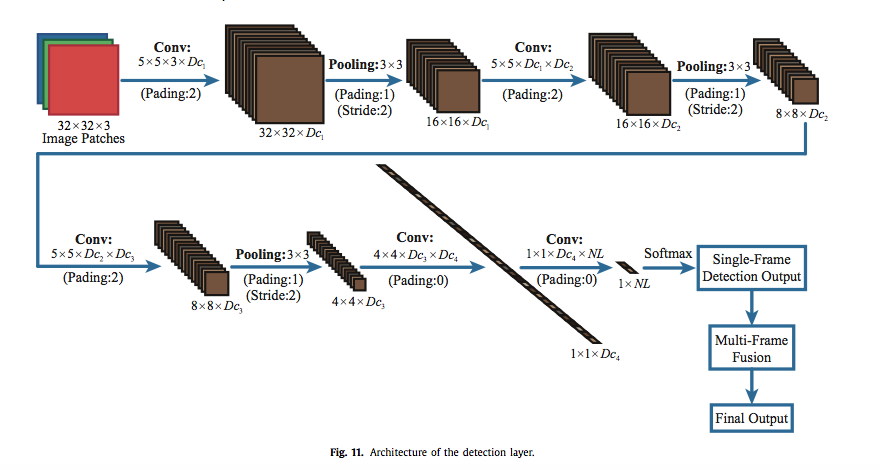 Conv:
5×5×3×Dc₁
(Pading:2)
32×32×3
Image Patches
32×32×Dc₁
Pooling:3×3
(Pading:1)
(Stride:2)
16×16×Dc₁
Conv:
5×5×Dc₁×Dc₂
(Pading:2)
16×16×Dc₂
Pooling:3×3
(Pading:1)
(Stride:2)
8×8×Dc₂
Conv:
5×5×Dc₂×Dc₃
(Pading:2)
8×8×Dc₃
Pooling:3×3
(Pading:1)
(Stride:2)
4×4×Dc₃
Conv:
4×4×Dc₃×Dc₄
(Pading:0)
1×1×Dc₄
Conv:
1×1×Dc₄×NL
(Pading:0)
1×NL
Softmax
Single-Frame
Detection Output
Multi-Frame
Fusion
Final Output
Fig. 11. Architecture of the detection layer.